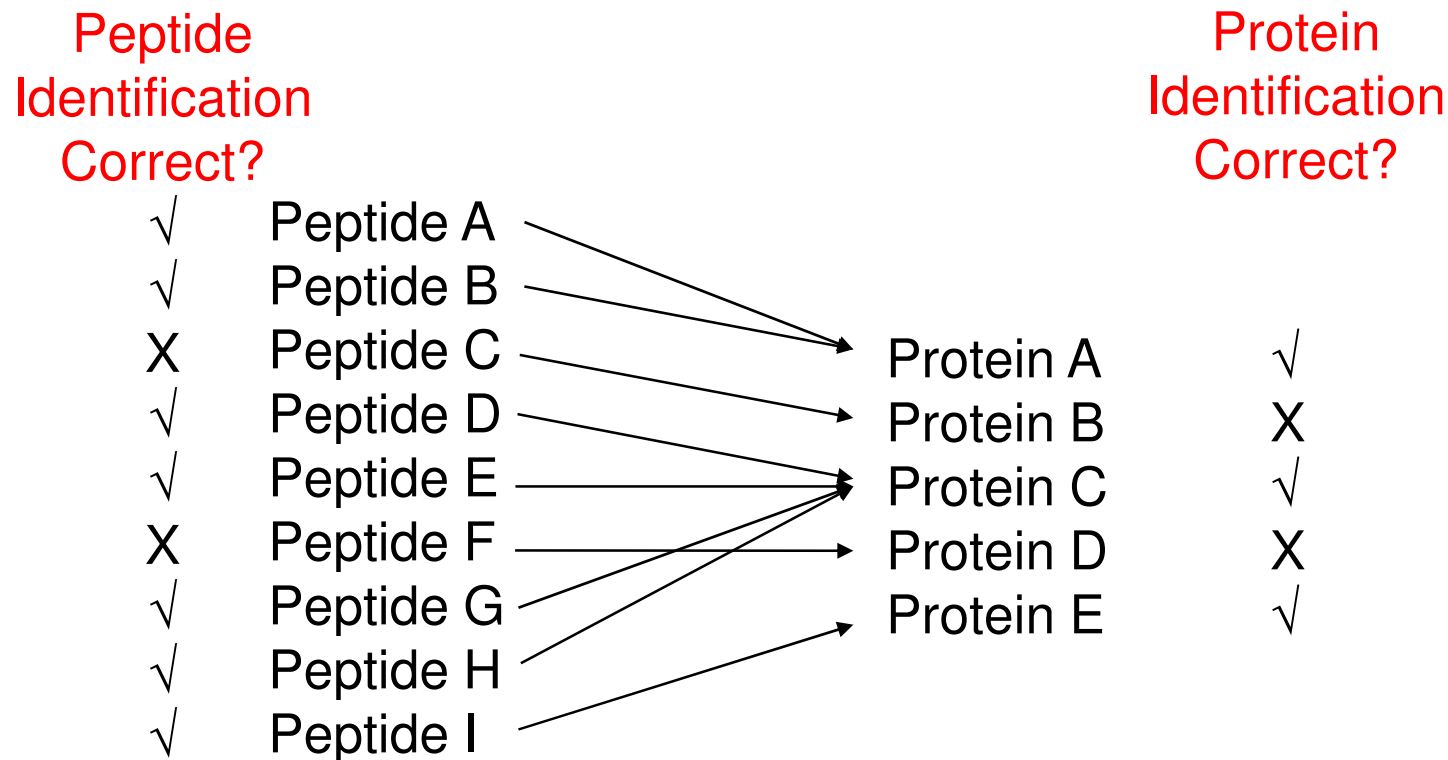 Peptide
Identification
Correct?
√ Peptide A
√ Peptide B
X Peptide C
√ Peptide D
√ Peptide E
X Peptide F
√ Peptide G
√ Peptide H
√ Peptide I
Protein
Identification
Correct?
Protein A √
Protein B X
Protein C √
Protein D X
Protein E √